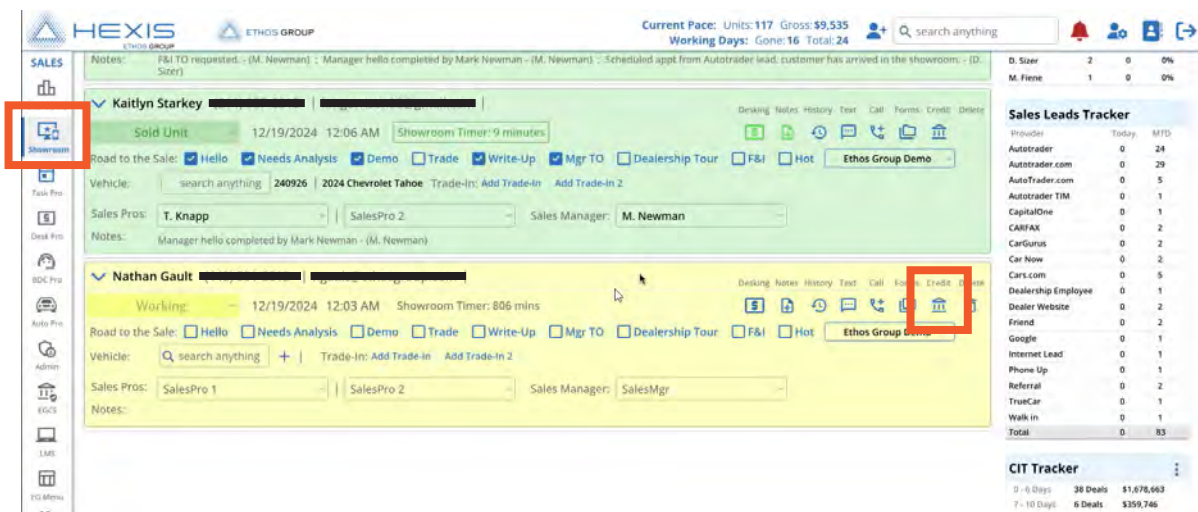 HEXIS
ETHOS GROUP
ETHOS GROUP
Current Pace: Units: 117 Gross: $9,535
Working Days: Gone: 16 Total: 24
search anything
SALES
Showroom
Task Pro
Desk Pro
BDC Pro
Auto Pro
Admin
EGCS
LMS
EG Menu
Notes: F&I TO requested. - (M. Newman) ; Manager hello completed by Mark Newman - (M. Newman) ; Scheduled appt from Autotrader lead, customer has arrived in the showroom. - (D.
Sizer)
Kaitlyn Starkey | |
Desking Notes History Text Call Forms Credit Delete
Sold Unit 12/19/2024 12:06 AM Showroom Timer: 9 minutes
Road to the Sale: Hello Needs Analysis Demo Trade Write-Up Mgr TO Dealership Tour F&I Hot Ethos Group Demo
Vehicle: search anything 240926 | 2024 Chevrolet Tahoe Trade-In: Add Trade-In Add Trade-In 2
Sales Pros: T. Knapp | SalesPro 2 Sales Manager: M. Newman
Notes: Manager hello completed by Mark Newman - (M. Newman)
Nathan Gault |
Desking Notes History Text Call Forms Credit Delete
Working 12/19/2024 12:03 AM Showroom Timer: 806 mins
Road to the Sale: Hello Needs Analysis Demo Trade Write-Up Mgr TO Dealership Tour F&I Hot Ethos Group Demo
Vehicle: search anything + | Trade-In: Add Trade-In Add Trade-In 2
Sales Pros: SalesPro 1 | SalesPro 2 Sales Manager: SalesMgr
Notes:
D. Sizer 2 0 0%
M. Fiene 1 0 0%
Sales Leads Tracker
Provider Today MTD
Autotrader 0 24
Autotrader.com 0 29
AutoTrader.com 0 5
Autotrader TIM 0 1
CapitalOne 0 1
CARFAX 0 2
CarGurus 0 2
Car Now 0 2
Cars.com 0 5
Dealership Employee 0 1
Dealer Website 0 2
Friend 0 2
Google 0 1
Internet Lead 0 1
Phone Up 0 1
Referral 0 2
TrueCar 0 1
Walk in 0 1
Total 0 83
CIT Tracker
0 - 6 Days 38 Deals $1,678,663
7 - 10 Days 6 Deals $359,746